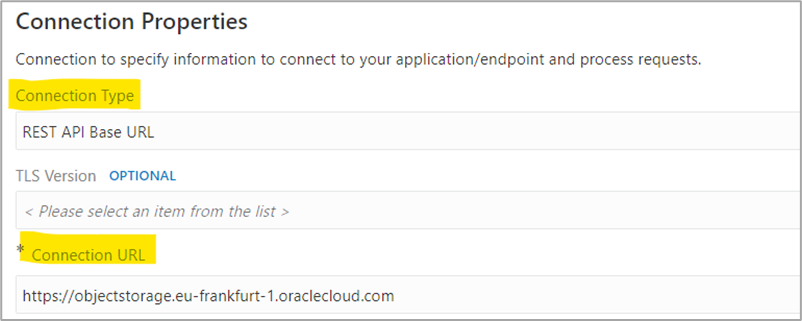 Connection Properties
Connection to specify information to connect to your application/endpoint and process requests.
Connection Type
REST API Base URL
TLS Version OPTIONAL
< Please select an item from the list >
* Connection URL
https://objectstorage.eu-frankfurt-1.oraclecloud.com